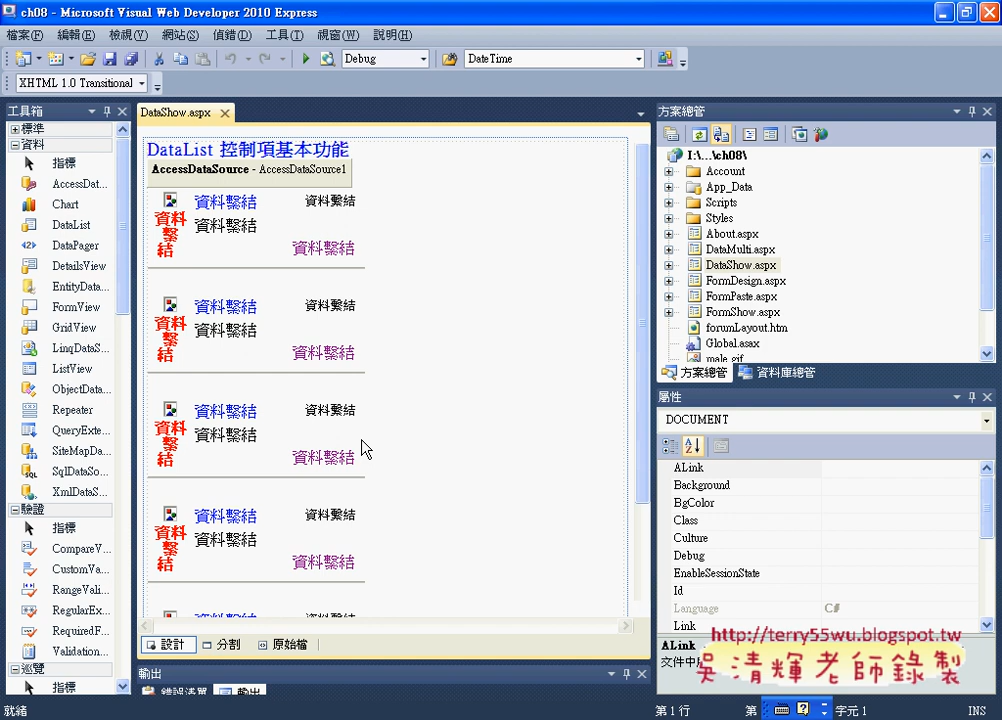 ch08 - Microsoft Visual Web Developer 2010 Express
檔案(F) 編輯(E) 檢視(V) 網站(S) 偵錯(D) 工具(T) 視窗(W) 說明(H)
Debug DateTime
XHTML 1.0 Transitional
工具箱
標準
資料
指標
AccessDat...
Chart
DataList
DataPager
DetailsView
EntityData...
FormView
GridView
LinqDataS...
ListView
ObjectData...
Repeater
QueryExte...
SiteMapDa...
SqlDataSo...
XmlDataS...
驗證
指標
CompareV...
CustomVa...
RangeVali...
RegularEx...
RequiredF...
Validation...
巡覽
指標
DataShow.aspx
DataList 控制項基本功能
AccessDataSource - AccessDataSource1
資料繫結 資料繫結
資料繫結 資料繫結
資料繫結
資料繫結 資料繫結
資料繫結 資料繫結
資料繫結
資料繫結 資料繫結
資料繫結 資料繫結
資料繫結
資料繫結 資料繫結
資料繫結 資料繫結
資料繫結
設計 分割 原始檔
輸出
錯誤清單 輸出
方案總管
I:\...\ch08\
Account
App_Data
Scripts
Styles
About.aspx
DataMulti.aspx
DataShow.aspx
FormDesign.aspx
FormPaste.aspx
FormShow.aspx
forumLayout.htm
Global.asax
male.gif
方案總管 資料庫總管
屬性
DOCUMENT
ALink
Background
BgColor
Class
Culture
Debug
EnableSessionState
Id
Language C#
Link
ALink
文件中
http://terry55wu.blogspot.tw
吳清輝老師錄製
就緒 第 1 行 第 字元 1 INS